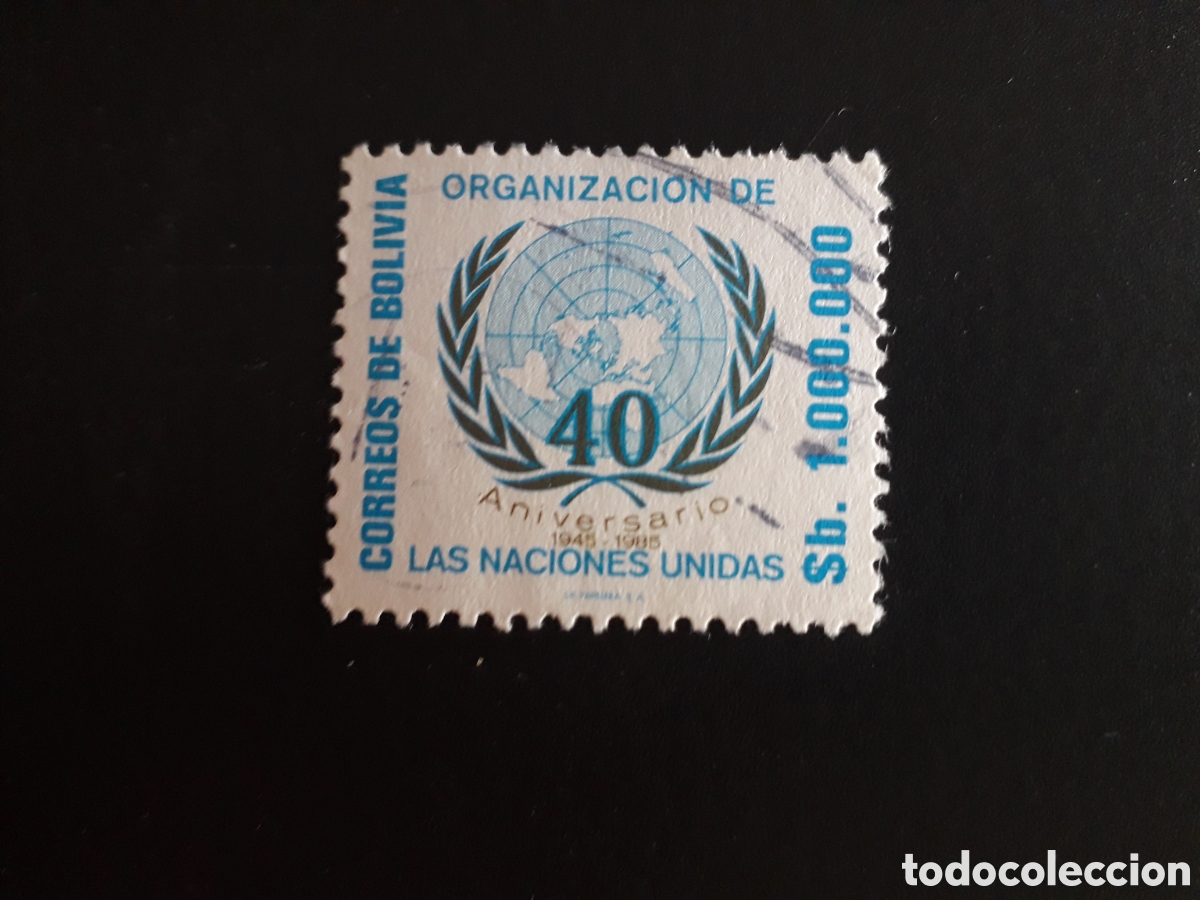 CORREOS DE BOLIVIA
ORGANIZACION DE
40
Aniversario
1945 - 1985
LAS NACIONES UNIDAS
$b. 1.000.000
todocoleccion